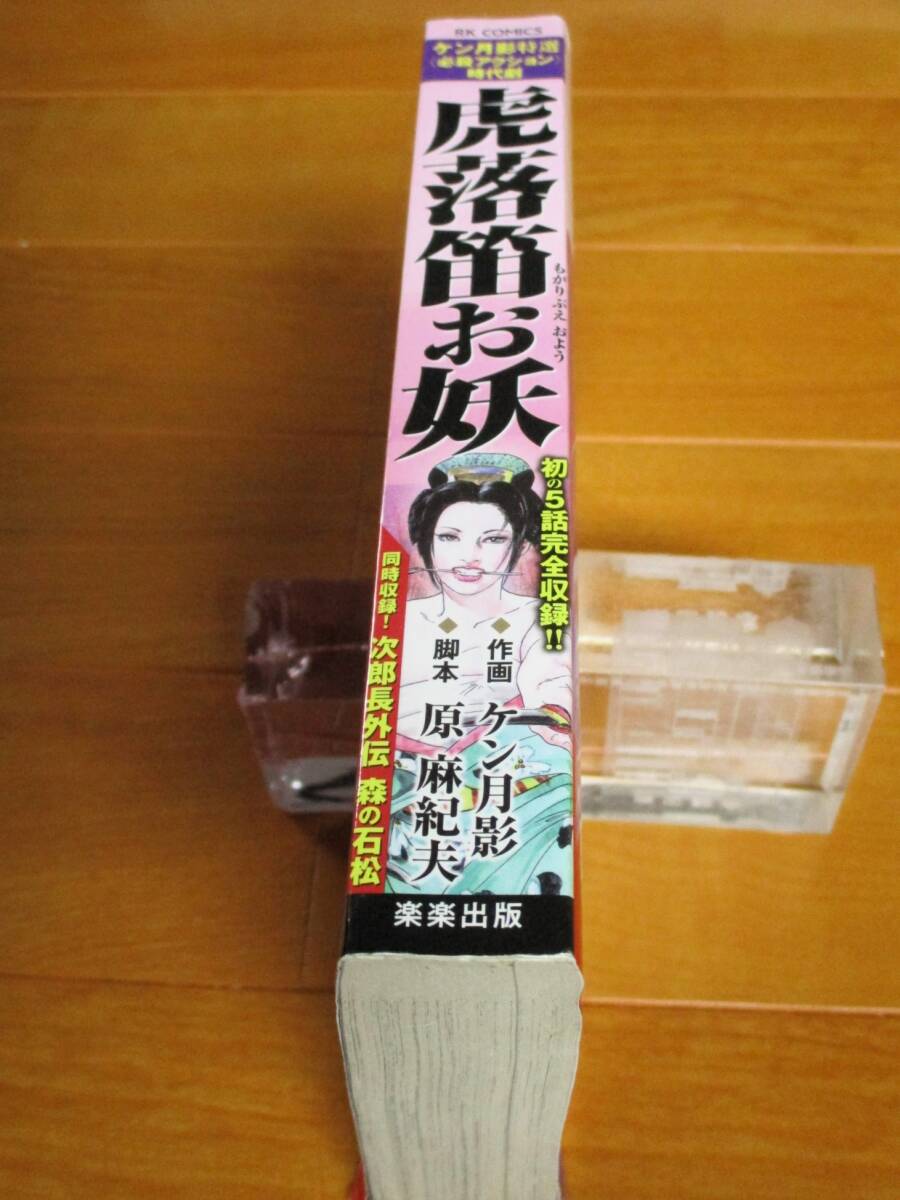 RK COMICS
ケン月影特選
〈必殺アクション〉
時代劇
虎落笛お妖
もがりぶえ およう
初の5話完全収録!!
◆作画 ケン月影
◆脚本 原 麻紀夫
同時収録! 次郎長外伝 森の石松
楽楽出版